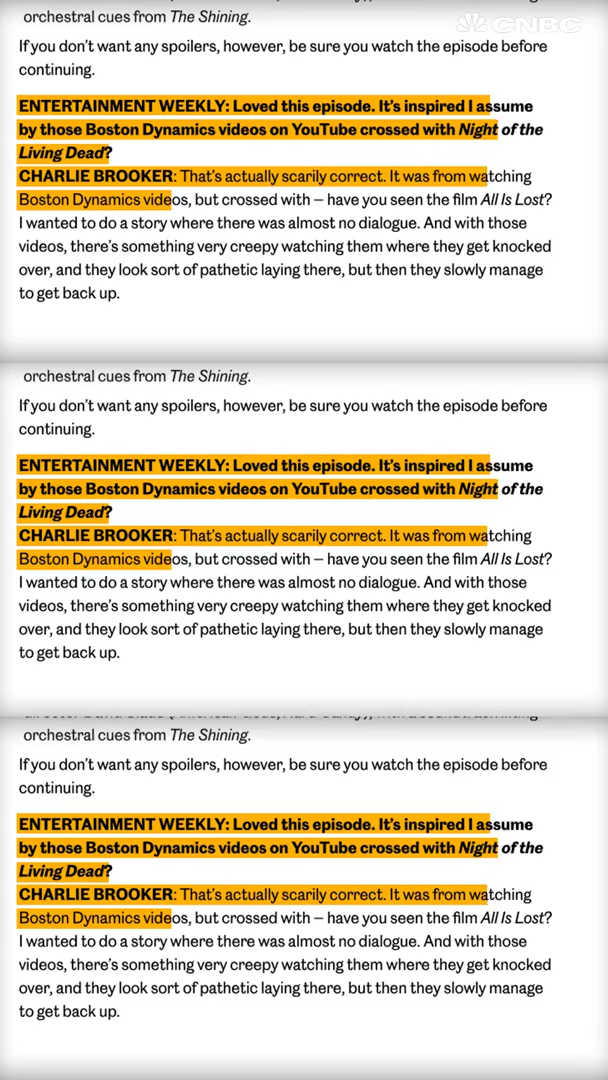 orchestral cues from The Shining.
CNBC
If you don't want any spoilers, however, be sure you watch the episode before
continuing.
ENTERTAINMENT WEEKLY: Loved this episode. It's inspired I assume
by those Boston Dynamics videos on YouTube crossed with Night of the
Living Dead?
CHARLIE BROOKER: That's actually scarily correct. It was from watching
Boston Dynamics videos, but crossed with – have you seen the film All Is Lost?
I wanted to do a story where there was almost no dialogue. And with those
videos, there's something very creepy watching them where they get knocked
over, and they look sort of pathetic laying there, but then they slowly manage
to get back up.
orchestral cues from The Shining.
If you don't want any spoilers, however, be sure you watch the episode before
continuing.
ENTERTAINMENT WEEKLY: Loved this episode. It's inspired I assume
by those Boston Dynamics videos on YouTube crossed with Night of the
Living Dead?
CHARLIE BROOKER: That's actually scarily correct. It was from watching
Boston Dynamics videos, but crossed with – have you seen the film All Is Lost?
I wanted to do a story where there was almost no dialogue. And with those
videos, there's something very creepy watching them where they get knocked
over, and they look sort of pathetic laying there, but then they slowly manage
to get back up.
orchestral cues from The Shining.
If you don't want any spoilers, however, be sure you watch the episode before
continuing.
ENTERTAINMENT WEEKLY: Loved this episode. It's inspired I assume
by those Boston Dynamics videos on YouTube crossed with Night of the
Living Dead?
CHARLIE BROOKER: That's actually scarily correct. It was from watching
Boston Dynamics videos, but crossed with – have you seen the film All Is Lost?
I wanted to do a story where there was almost no dialogue. And with those
videos, there's something very creepy watching them where they get knocked
over, and they look sort of pathetic laying there, but then they slowly manage
to get back up.